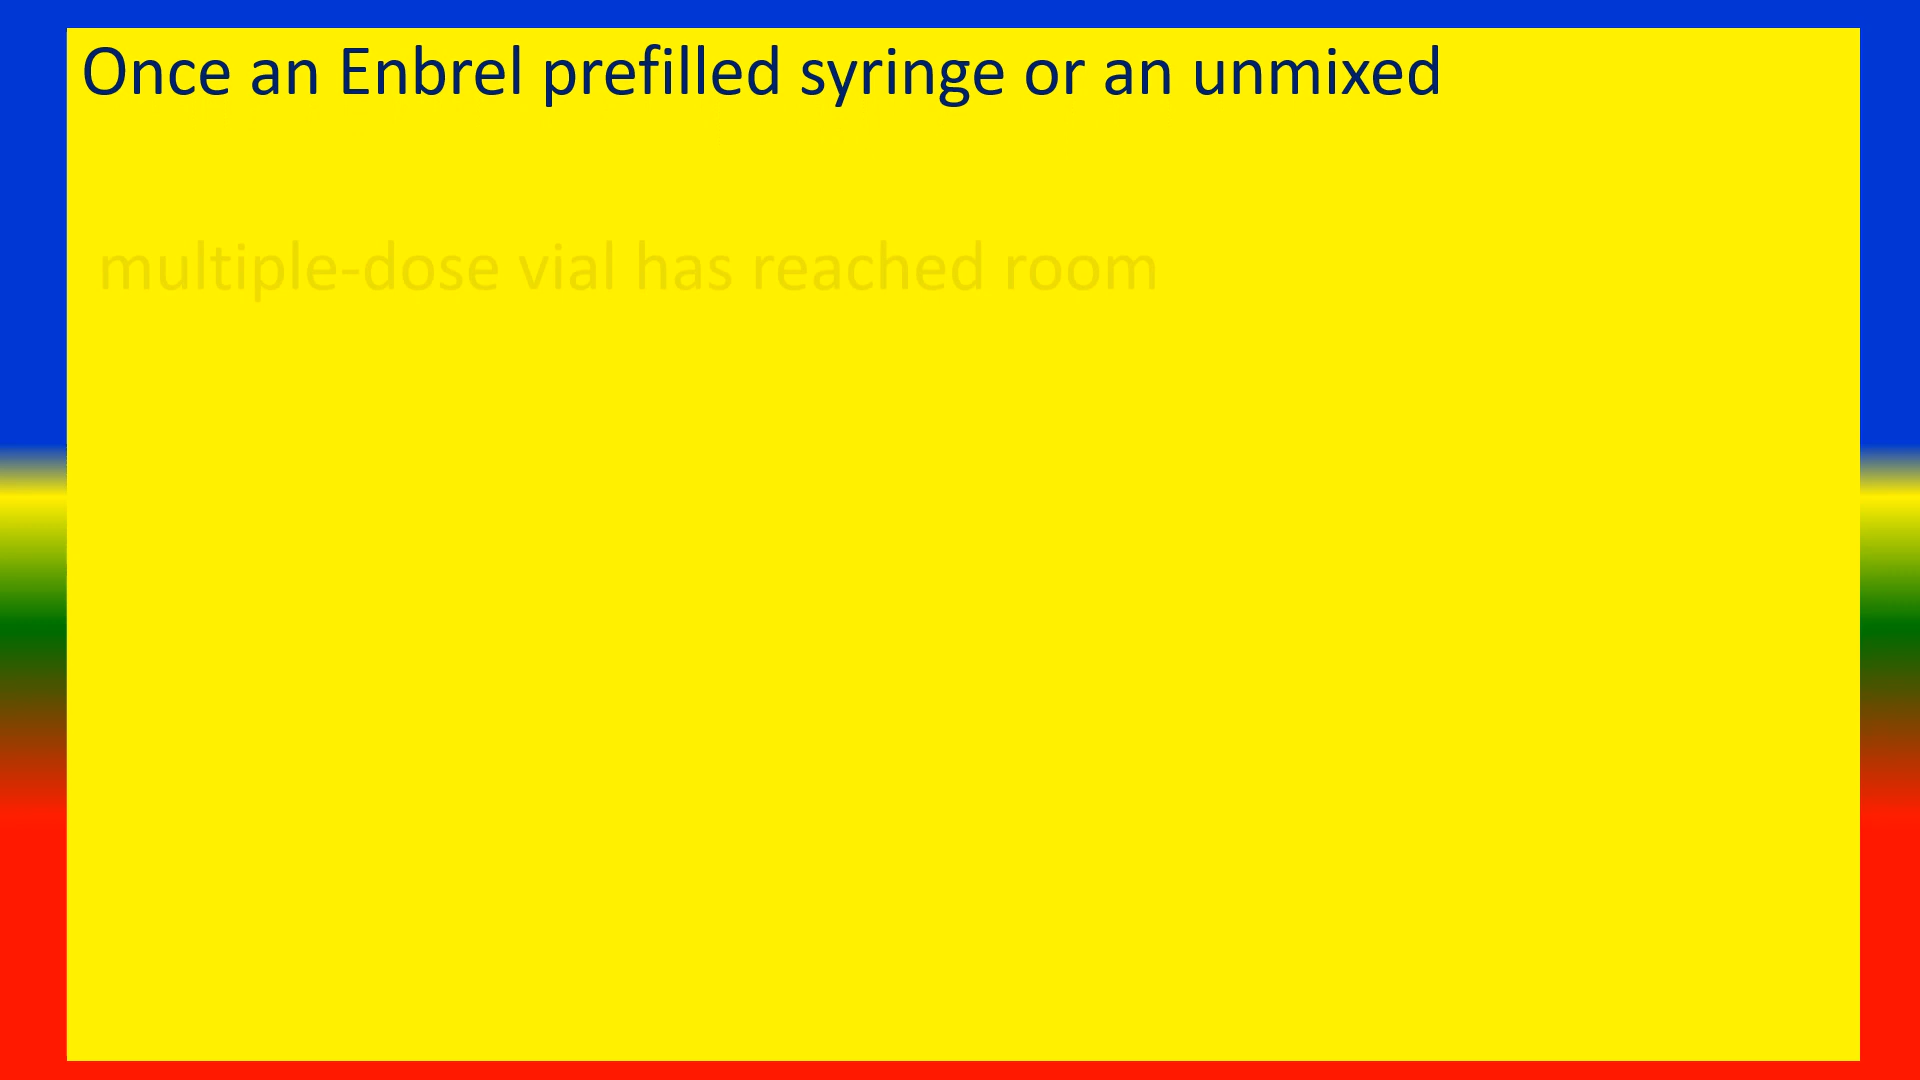 Once an Enbrel prefilled syringe or an unmixed
multiple-dose vial has reached room